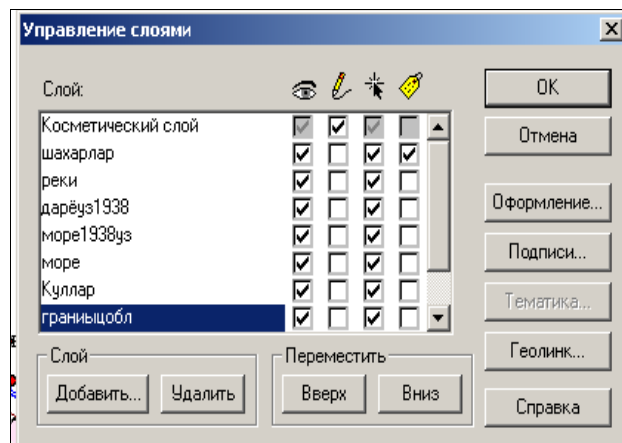 Управление слоями
Слой:
Косметический слой
шахарлар
реки
дарёуз1938
море1938уз
море
Куллар
граниыцобл
OK
Отмена
Оформление...
Подписи...
Тематика...
Геолинк...
Справка
Слой
Добавить...
Удалить
Переместить
Вверх
Вниз